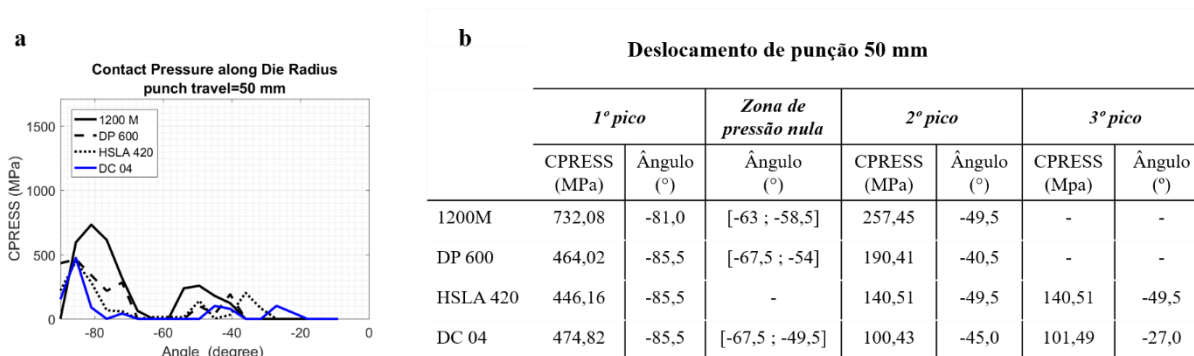 a
Contact Pressure along Die Radius
punch travel=50 mm
1500
1000
500
0
CPRESS (MPa)
1200 M
DP 600
HSLA 420
DC 04
-80 -60 -40 -20 0
Angle (degree)
b
Deslocamento de punção 50 mm
1º pico Zona de pressão nula 2º pico 3º pico
CPRESS (MPa) Ângulo (°) Ângulo (°) CPRESS (MPa) Ângulo (°) CPRESS (Mpa) Ângulo (º)
1200M 732,08 -81,0 [-63 ; -58,5] 257,45 -49,5 - -
DP 600 464,02 -85,5 [-67,5 ; -54] 190,41 -40,5 - -
HSLA 420 446,16 -85,5 - 140,51 -49,5 140,51 -49,5
DC 04 474,82 -85,5 [-67,5 ; -49,5] 100,43 -45,0 101,49 -27,0